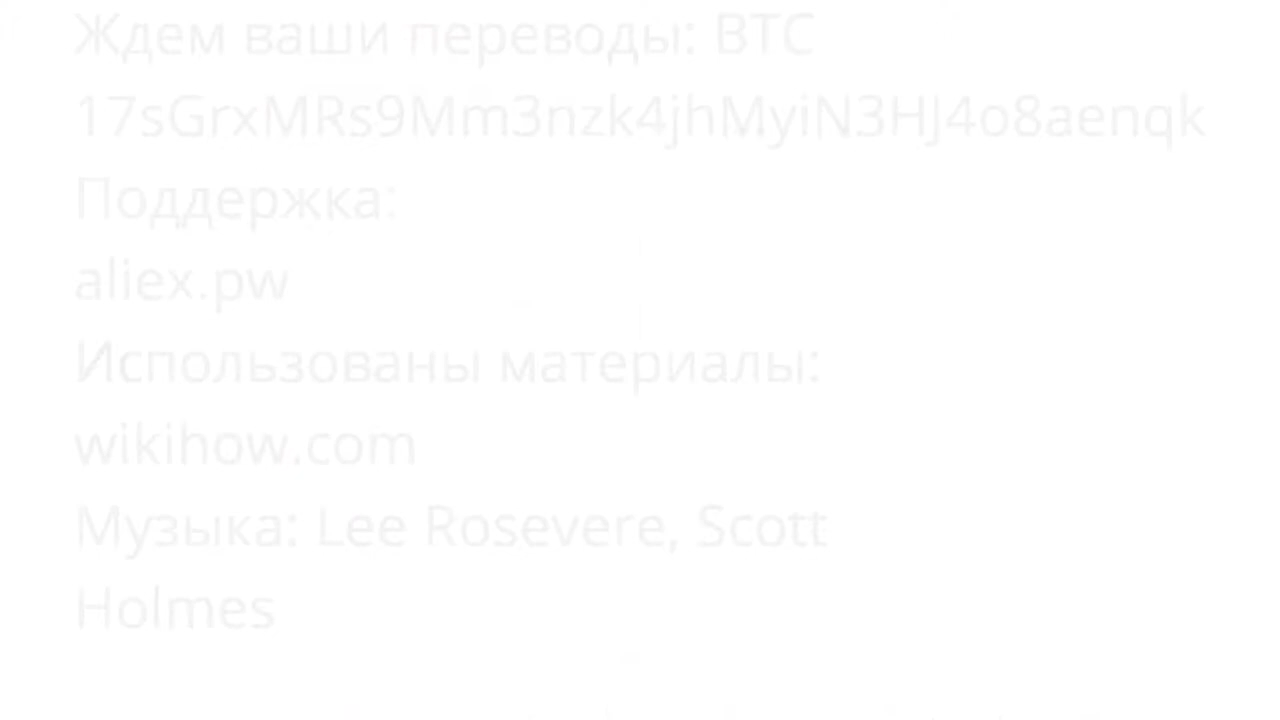 Ждем ваши переводы: BTC
17sGrxMRs9Mm3nzk4jhMyiN3HJ4o8aenqk
Поддержка:
aliex.pw
Использованы материалы:
wikihow.com
Музыка: Lee Rosevere, Scott
Holmes